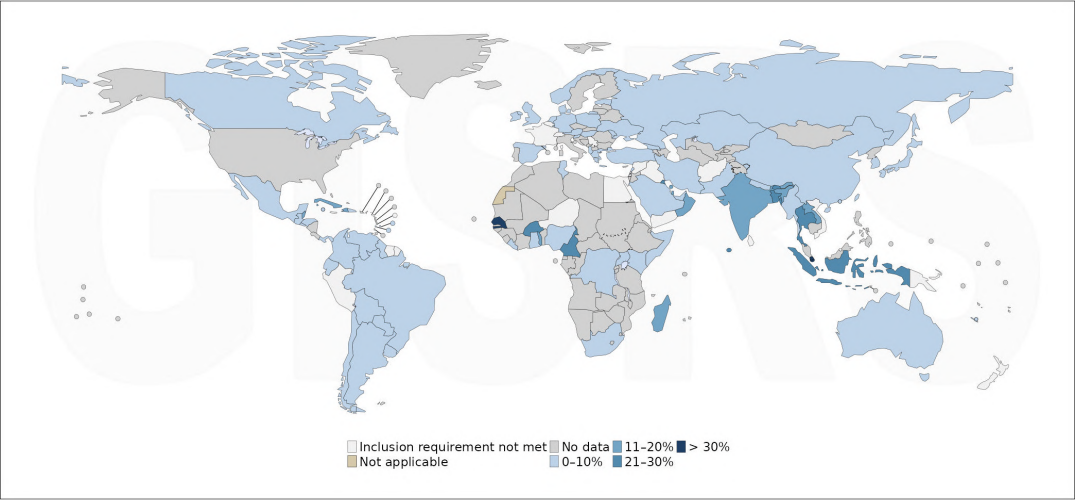 GISRS
Inclusion requirement not met No data 11–20% > 30%
Not applicable 0–10% 21–30%